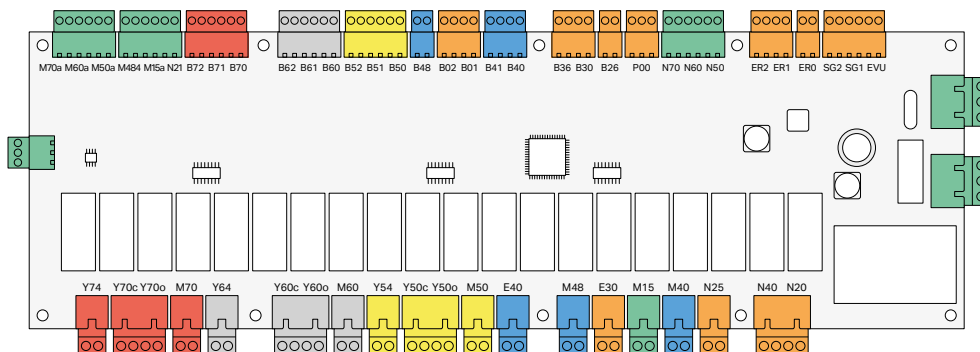 M70a M60a M50a M484 M15a N21 B72 B71 B70 B62 B61 B60 B52 B51 B50 B48 B02 B01 B41 B40 B36 B30 B26 P00 N70 N60 N50 ER2 ER1 ER0 SG2 SG1 EVU
Y74 Y70c Y70o M70 Y64 Y60c Y60o M60 Y54 Y50c Y50o M50 E40 M48 E30 M15 M40 N25 N40 N20